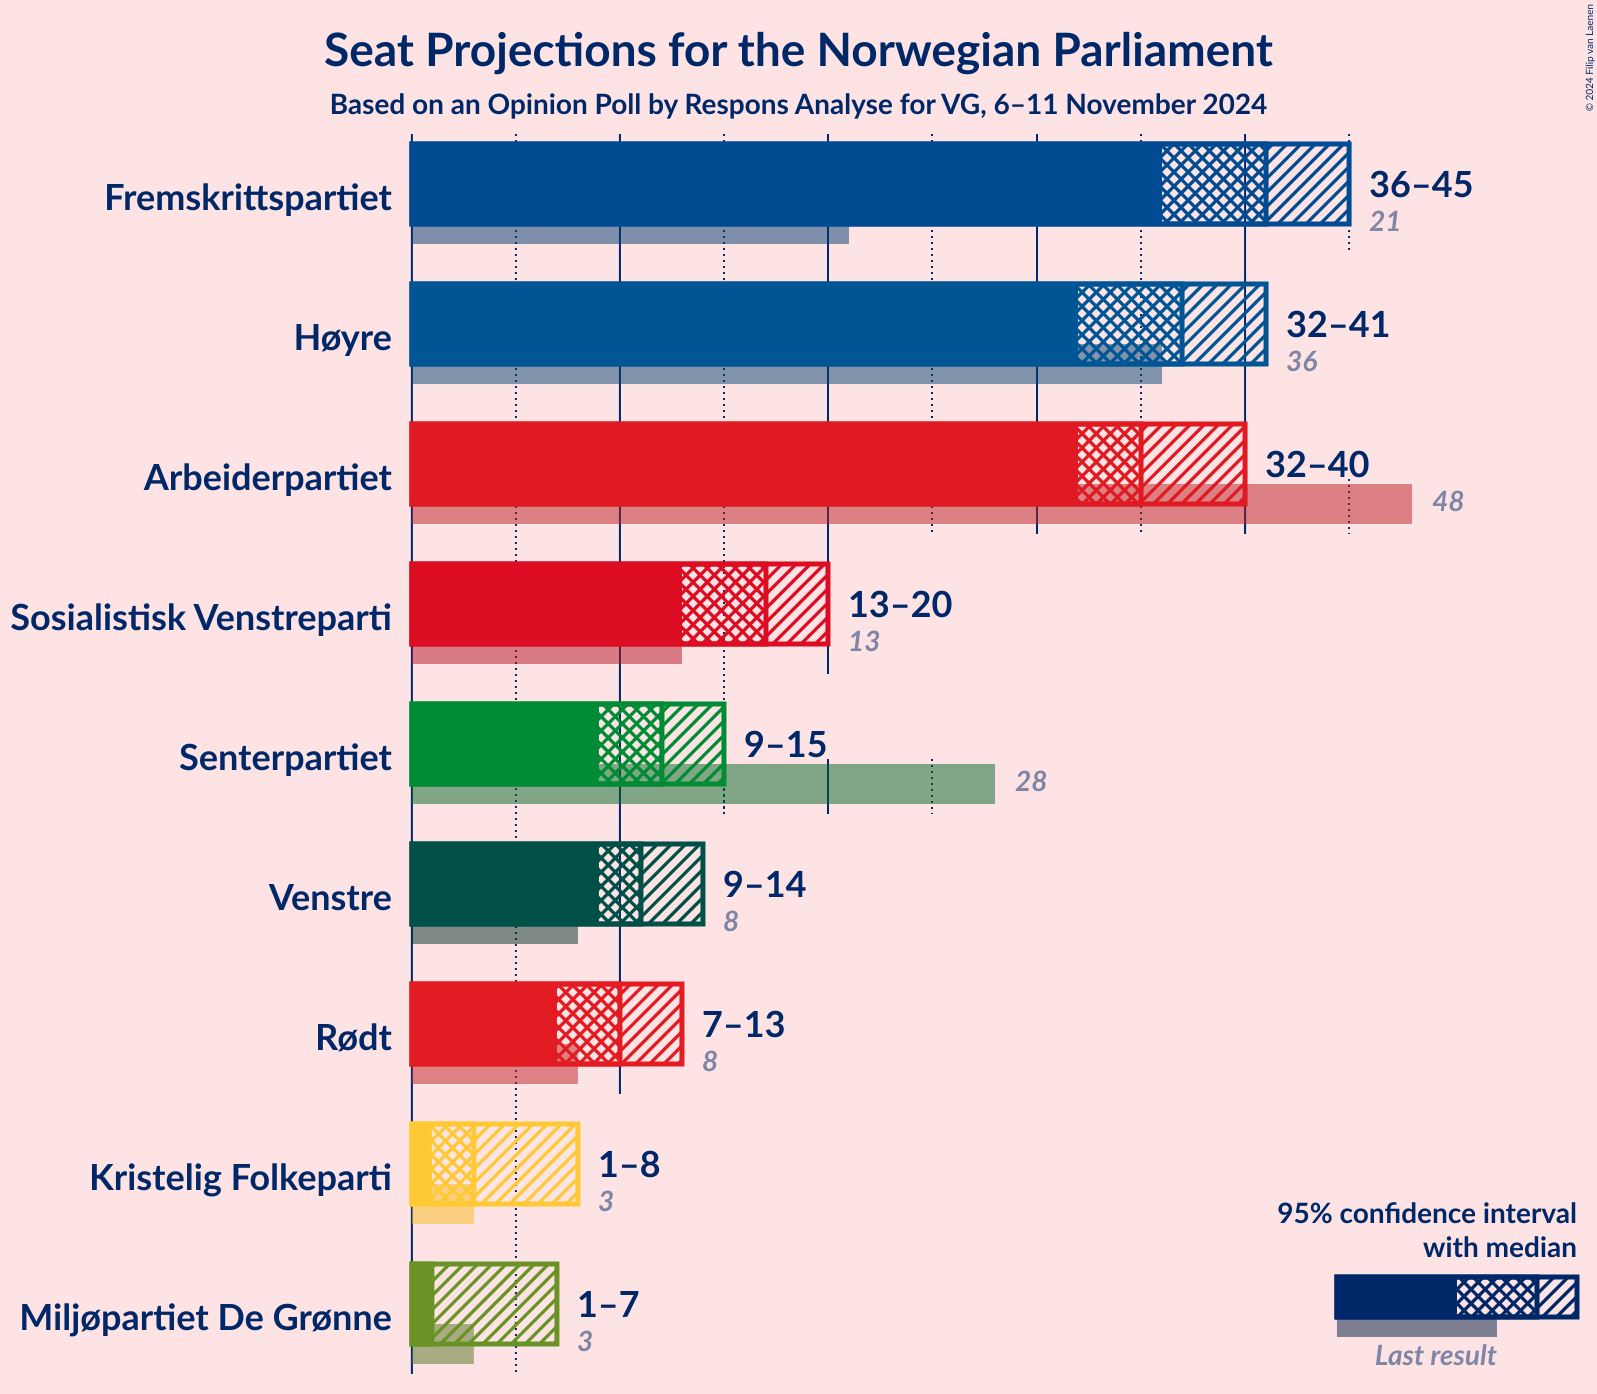 Seat Projections for the Norwegian Parliament
Based on an Opinion Poll by Respons Analyse for VG, 6–11 November 2024
© 2024 Filip van Laenen
Fremskrittspartiet
36–45
21
Høyre
32–41
36
Arbeiderpartiet
32–40
48
Sosialistisk Venstreparti
13–20
13
Senterpartiet
9–15
28
Venstre
9–14
8
Rødt
7–13
8
Kristelig Folkeparti
1–8
3
Miljøpartiet De Grønne
1–7
3
95% confidence interval
with median
Last result